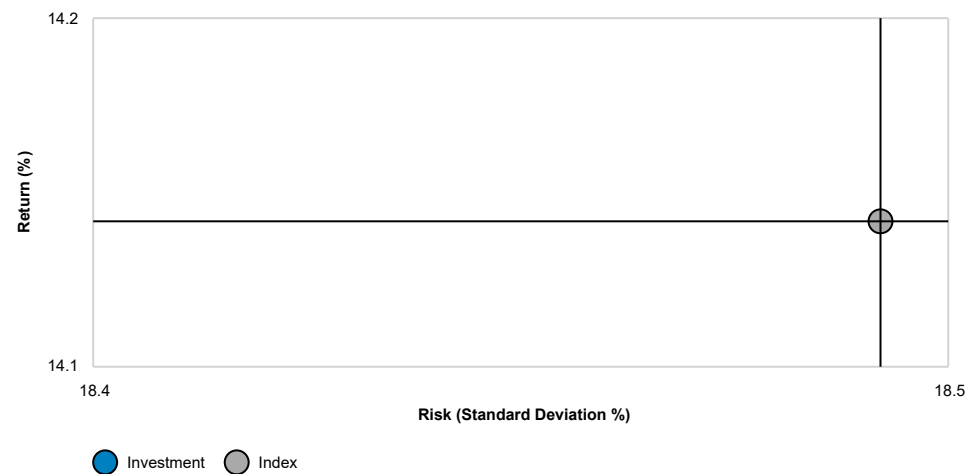 14.2
Return (%)
14.1
18.4
18.5
Risk (Standard Deviation %)
Investment
Index